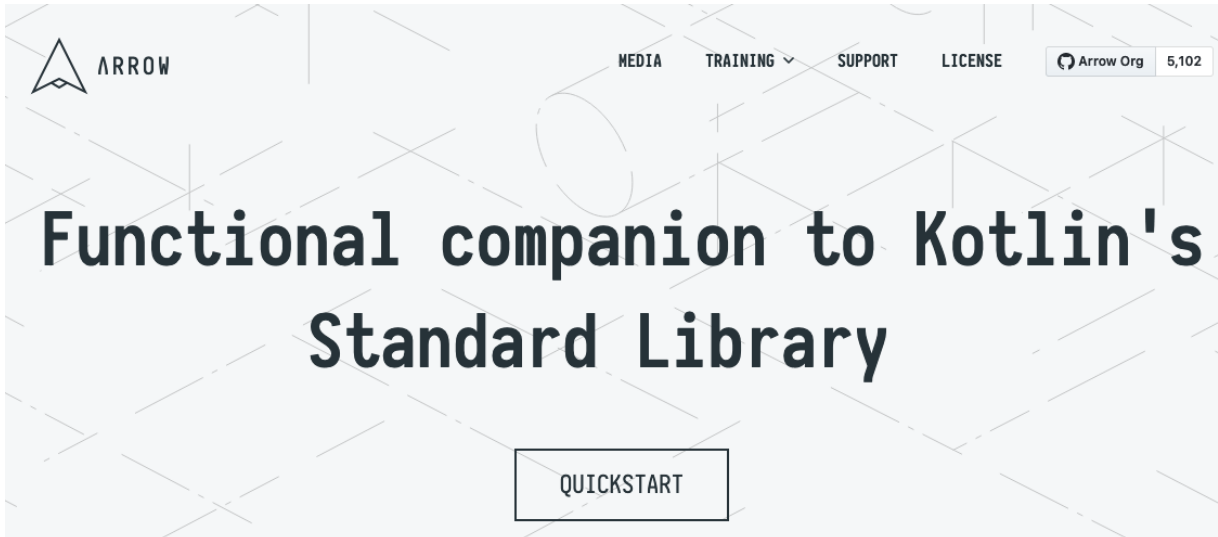 ARROW
MEDIA TRAINING SUPPORT LICENSE Arrow Org 5,102
Functional companion to Kotlin's
Standard Library
QUICKSTART